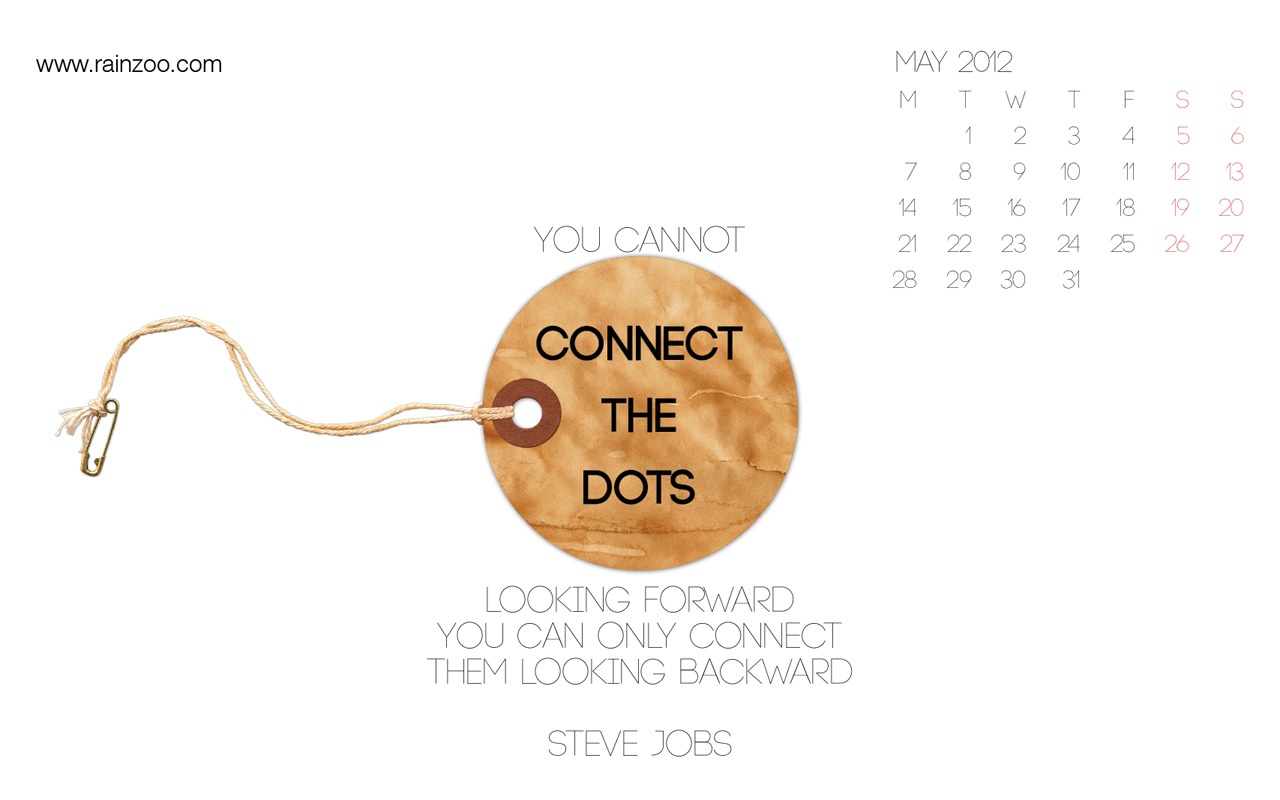 www.rainzoo.com
MAY 2012
M T W T F S S
1 2 3 4 5 6
7 8 9 10 11 12 13
14 15 16 17 18 19 20
21 22 23 24 25 26 27
28 29 30 31
YOU CANNOT
CONNECT
THE
DOTS
LOOKING FORWARD
YOU CAN ONLY CONNECT
THEM LOOKING BACKWARD
STEVE JOBS